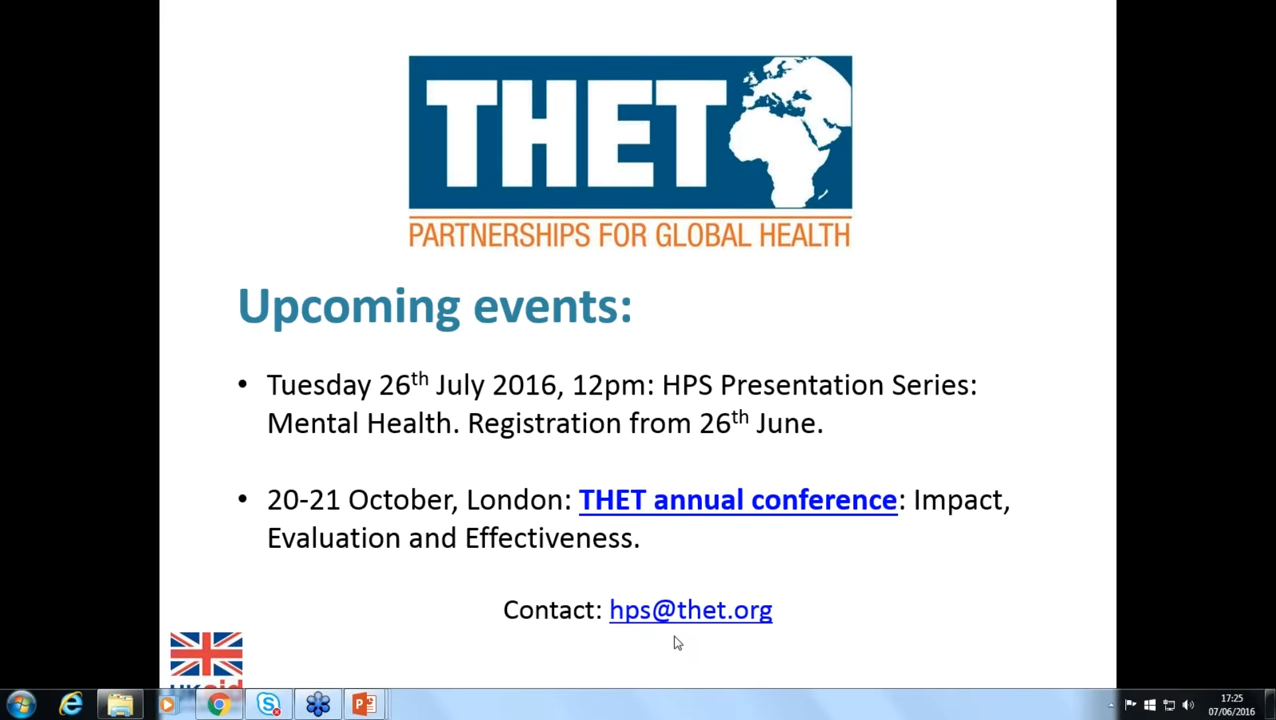 THET
PARTNERSHIPS FOR GLOBAL HEALTH
Upcoming events:
• Tuesday 26th July 2016, 12pm: HPS Presentation Series:
Mental Health. Registration from 26th June.
• 20-21 October, London: THET annual conference: Impact,
Evaluation and Effectiveness.
Contact: hps@thet.org
17:25
07/06/2016